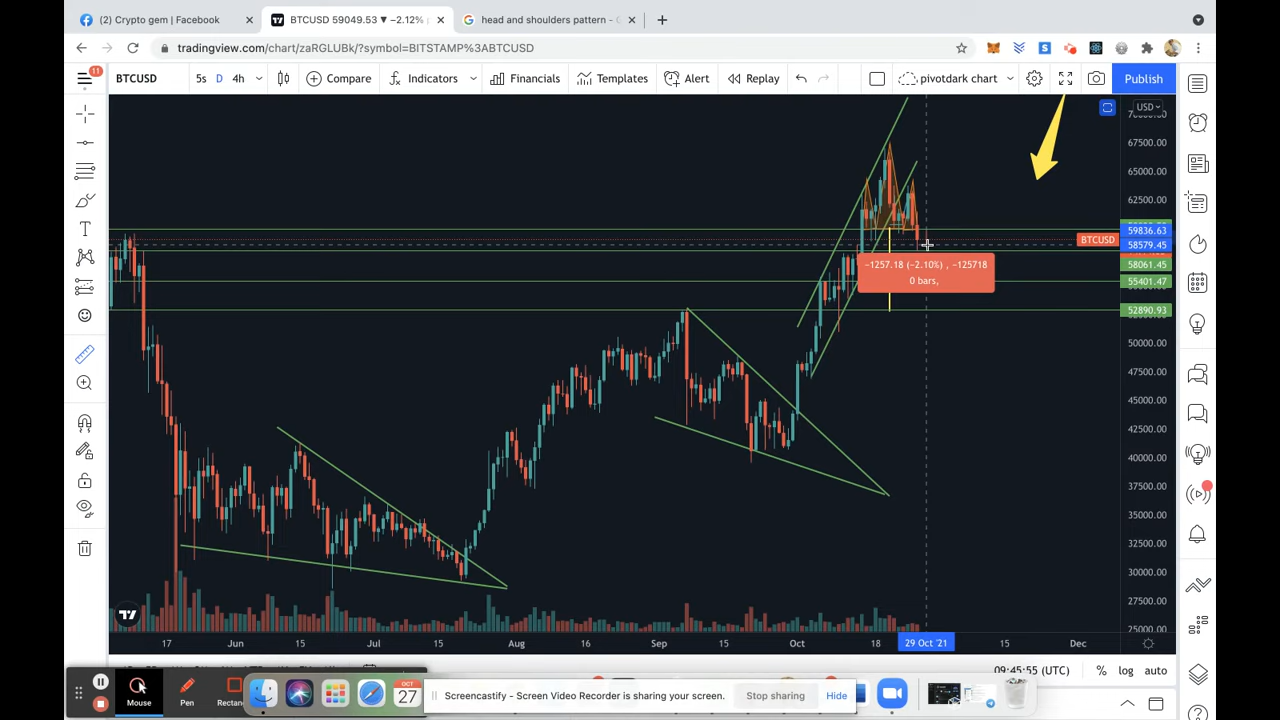 (2) Crypto gem | Facebook
BTCUSD 59049.53 ▼ −2.12%
head and shoulders pattern - G
tradingview.com/chart/zaRGLUBk/?symbol=BITSTAMP%3ABTCUSD
11
BTCUSD
5s
D
4h
Compare
Indicators
Financials
Templates
Alert
Replay
pivotdark chart
Publish
USD
70000.00
67500.00
65000.00
62500.00
59836.63
BTCUSD
58579.45
58061.45
55401.47
52890.93
50000.00
47500.00
45000.00
42500.00
40000.00
37500.00
35000.00
32500.00
30000.00
27500.00
25000.00
−1257.18 (−2.10%) , −125718
0 bars,
17
Jun
15
Jul
15
Aug
16
Sep
15
Oct
18
29 Oct '21
15
Dec
09:45:55 (UTC)
%
log
auto
Mouse
Pen
OCT
27
Screencastify - Screen Video Recorder is sharing your screen.
Stop sharing
Hide